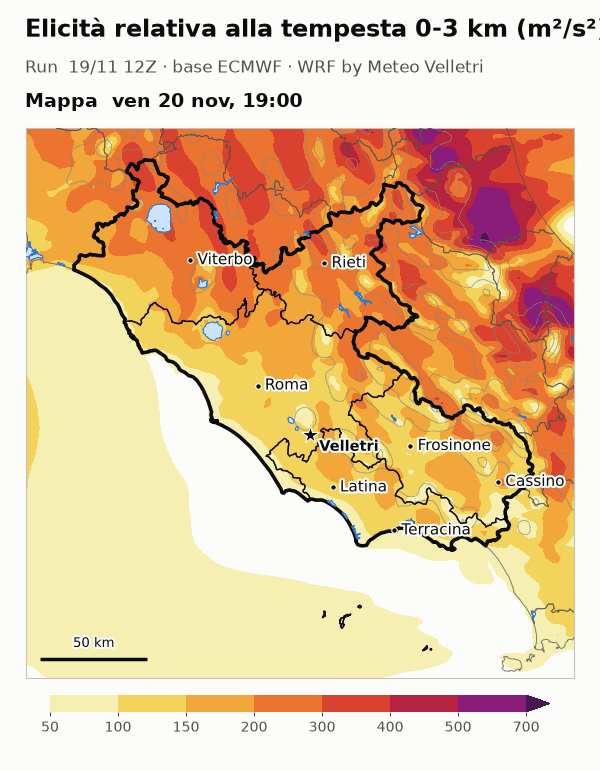 Elicità relativa alla tempesta 0-3 km (m²/s²)
Run 19/11 12Z · base ECMWF · WRF by Meteo Velletri
Mappa ven 20 nov, 19:00
Viterbo
Rieti
Roma
Velletri
Frosinone
Cassino
Latina
Terracina
50 km
50 100 150 200 300 400 500 700